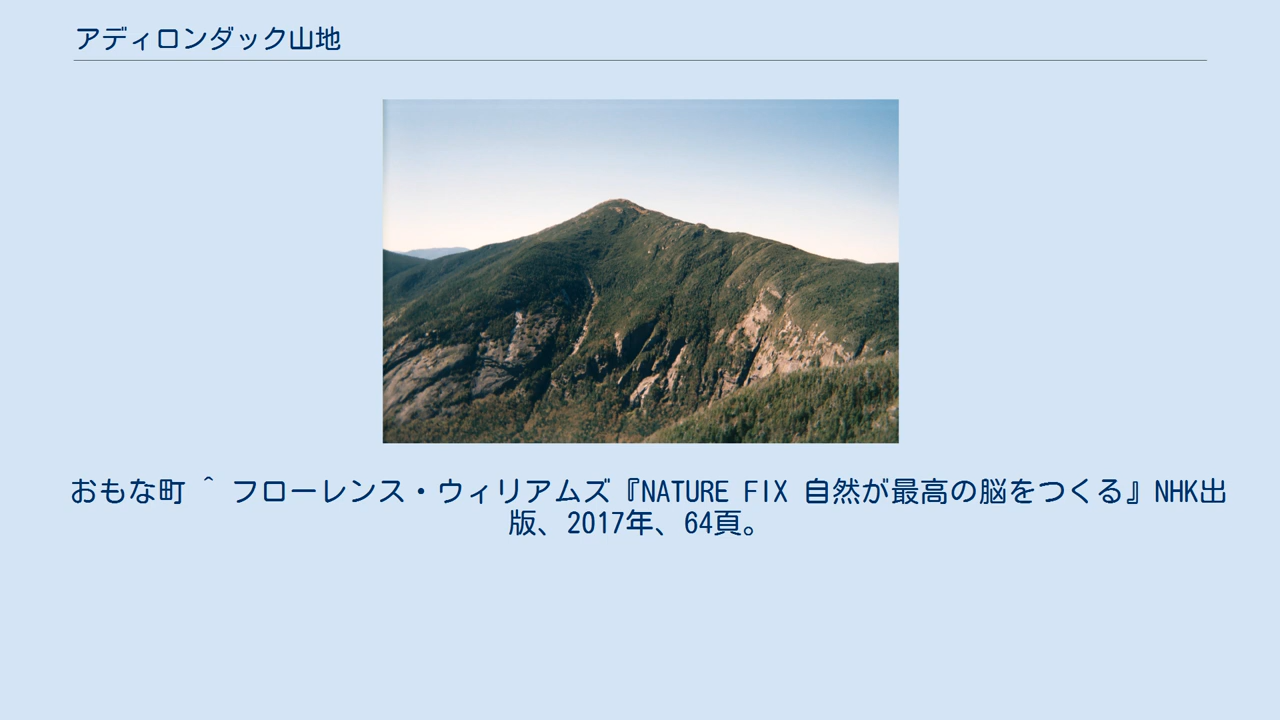 アディロンダック山地
おもな町 ^ フローレンス・ウィリアムズ『NATURE FIX 自然が最高の脳をつくる』NHK出
版、2017年、64頁。